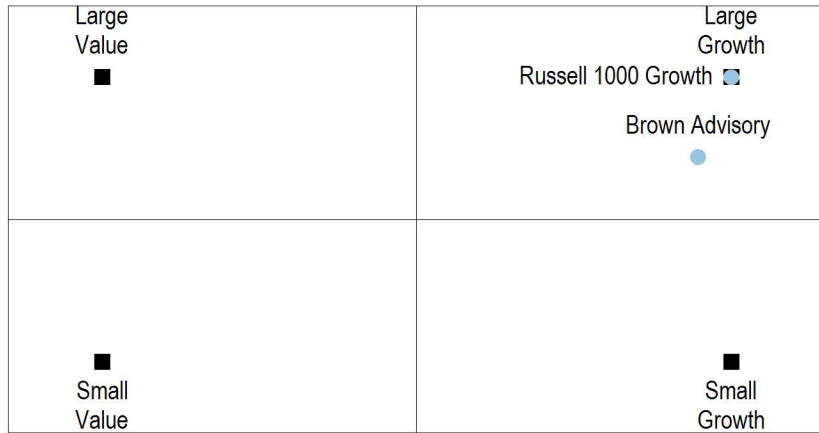 Large
Value
Large
Growth
Russell 1000 Growth
Brown Advisory
Small
Value
Small
Growth